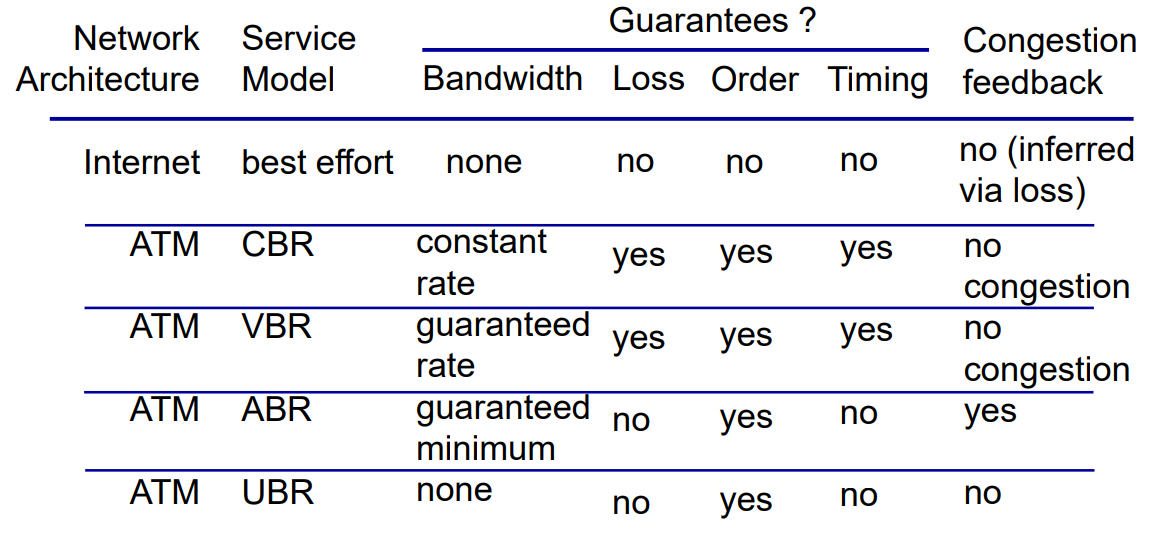 Guarantees ?
Network Service Congestion
Architecture Model Bandwidth Loss Order Timing feedback
Internet best effort none no no no no (inferred
via loss)
ATM CBR constant yes yes yes no
rate congestion
ATM VBR guaranteed yes yes yes no
rate congestion
ATM ABR guaranteed no yes no yes
minimum
ATM UBR none no yes no no